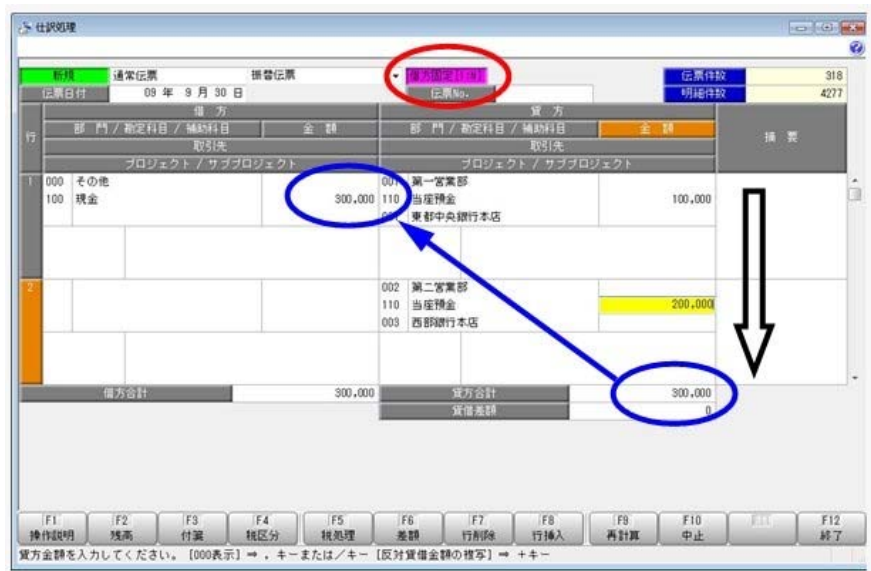 仕訳処理
新規 通常伝票 振替伝票 借方固定[1:N] 伝票件数 318
伝票日付 09 年 9 月 30 日 伝票No. 明細件数 4277
行 借 方 貸 方 摘 要
部 門 / 勘定科目 / 補助科目 金 額 部 門 / 勘定科目 / 補助科目 金 額
取引先 取引先
プロジェクト / サブプロジェクト プロジェクト / サブプロジェクト
1 000 その他 001 第一営業部
100 現金 300,000 110 当座預金 100,000
東都中央銀行本店
2 002 第二営業部
110 当座預金 200,000
003 西部銀行本店
借方合計 300,000 貸方合計 300,000
貸借差額 0
F1 F2 F3 F4 F5 F6 F7 F8 F9 F10 F11 F12
操作説明 残高 付箋 税区分 税処理 差額 行削除 行挿入 再計算 中止 終了
貸方金額を入力してください。 [000表示] ⇒ . キーまたは/キー [反対貸借金額の複写] ⇒ +キー